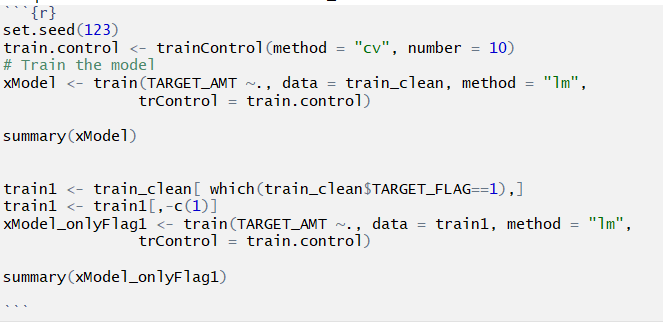 ```{r}
set.seed(123)
train.control <- trainControl(method = "cv", number = 10)
# Train the model
xModel <- train(TARGET_AMT ~., data = train_clean, method = "lm",
               trControl = train.control)
summary(xModel)
train1 <- train_clean[ which(train_clean$TARGET_FLAG==1),]
train1 <- train1[,-c(1)]
xModel_onlyFlag1 <- train(TARGET_AMT ~., data = train1, method = "lm",
               trControl = train.control)
summary(xModel_onlyFlag1)
```